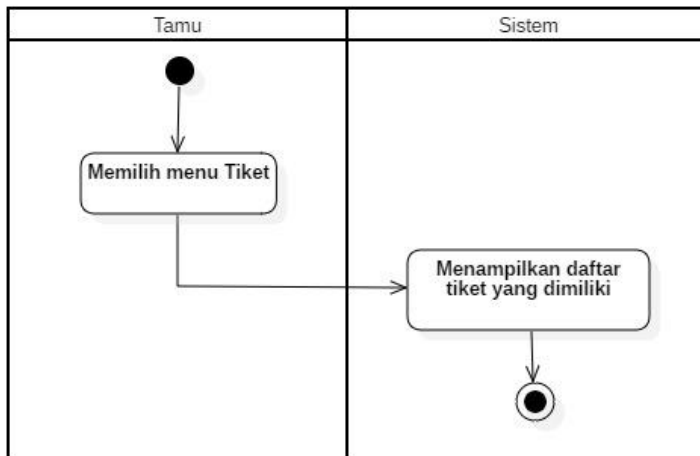 Tamu
Sistem
Memilih menu Tiket
Menampilkan daftar
tiket yang dimiliki